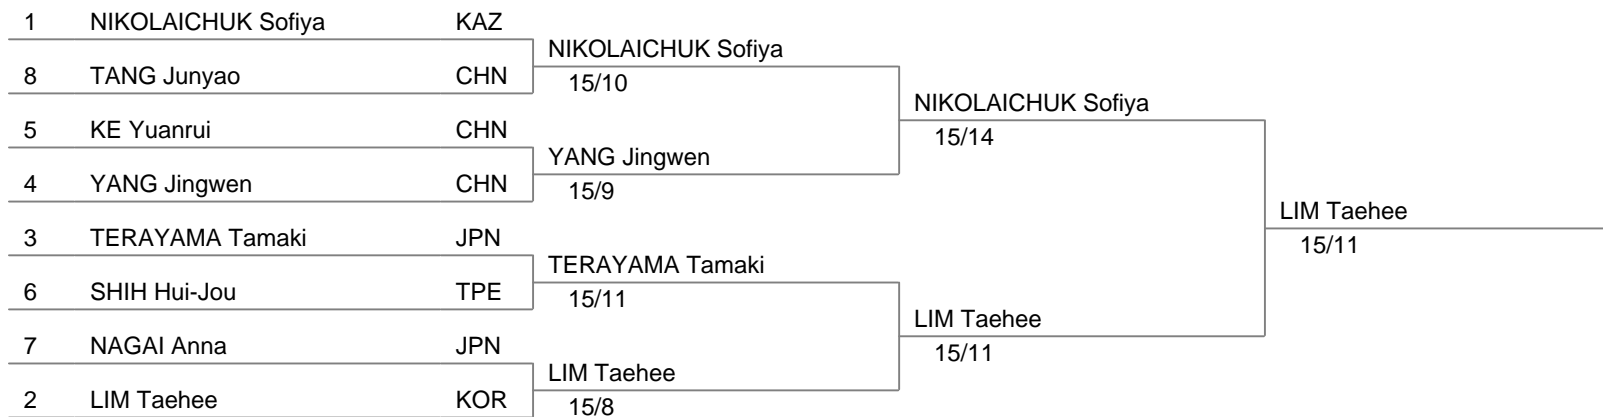 1 NIKOLAICHUK Sofiya KAZ
8 TANG Junyao CHN
5 KE Yuanrui CHN
4 YANG Jingwen CHN
3 TERAYAMA Tamaki JPN
6 SHIH Hui-Jou TPE
7 NAGAI Anna JPN
2 LIM Taehee KOR
NIKOLAICHUK Sofiya
15/10
YANG Jingwen
15/9
TERAYAMA Tamaki
15/11
LIM Taehee
15/8
NIKOLAICHUK Sofiya
15/14
LIM Taehee
15/11
LIM Taehee
15/11